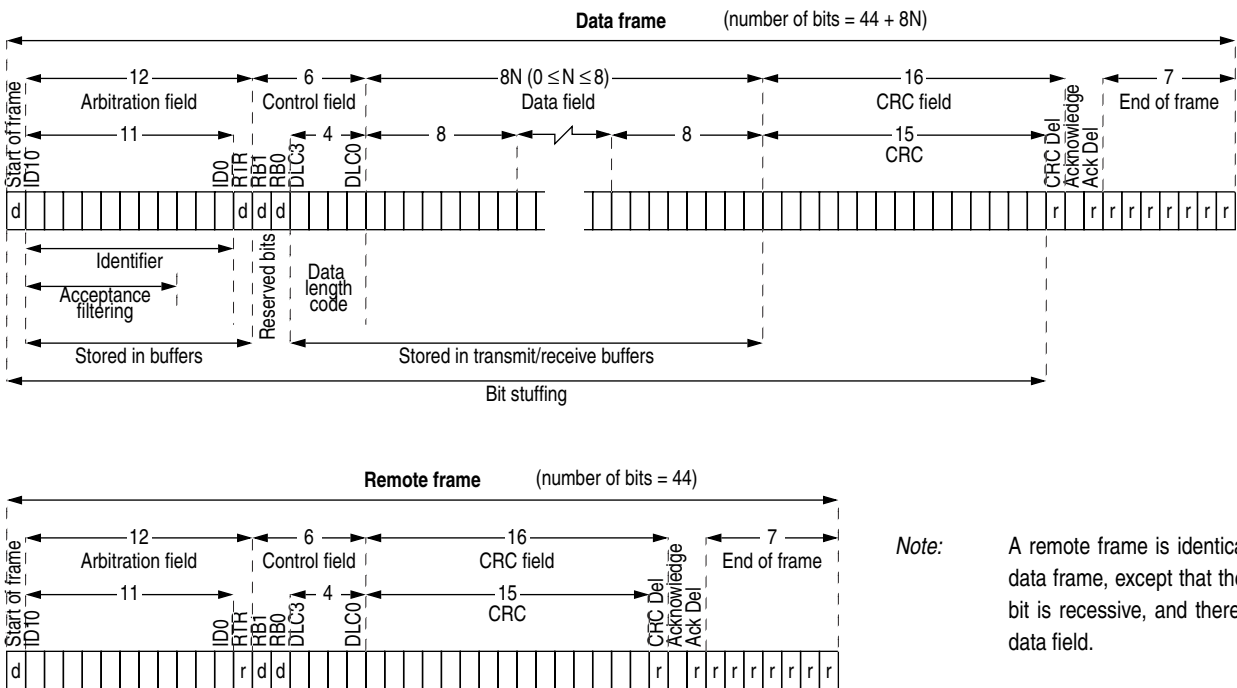 Data frame (number of bits = 44 + 8N)
12 6 8N (0 ≤ N ≤ 8) 16 7
Arbitration field Control field Data field CRC field End of frame
11 4 8 8 15
CRC
Start of frame
ID10
ID0
RTR
RB1
RB0
DLC3
DLC0
CRC Del
Acknowledge
Ack Del
d d d d r r r r r r r r r
Identifier
Acceptance
filtering
Reserved bits
Data
length
code
Stored in buffers Stored in transmit/receive buffers
Bit stuffing
Remote frame (number of bits = 44)
12 6 16 7
Arbitration field Control field CRC field End of frame
11 4 15
CRC
Start of frame
ID10
ID0
RTR
RB1
RB0
DLC3
DLC0
CRC Del
Acknowledge
Ack Del
d r d d r r r r r r r r r
Note: A remote frame is identica
data frame, except that the
bit is recessive, and there
data field.